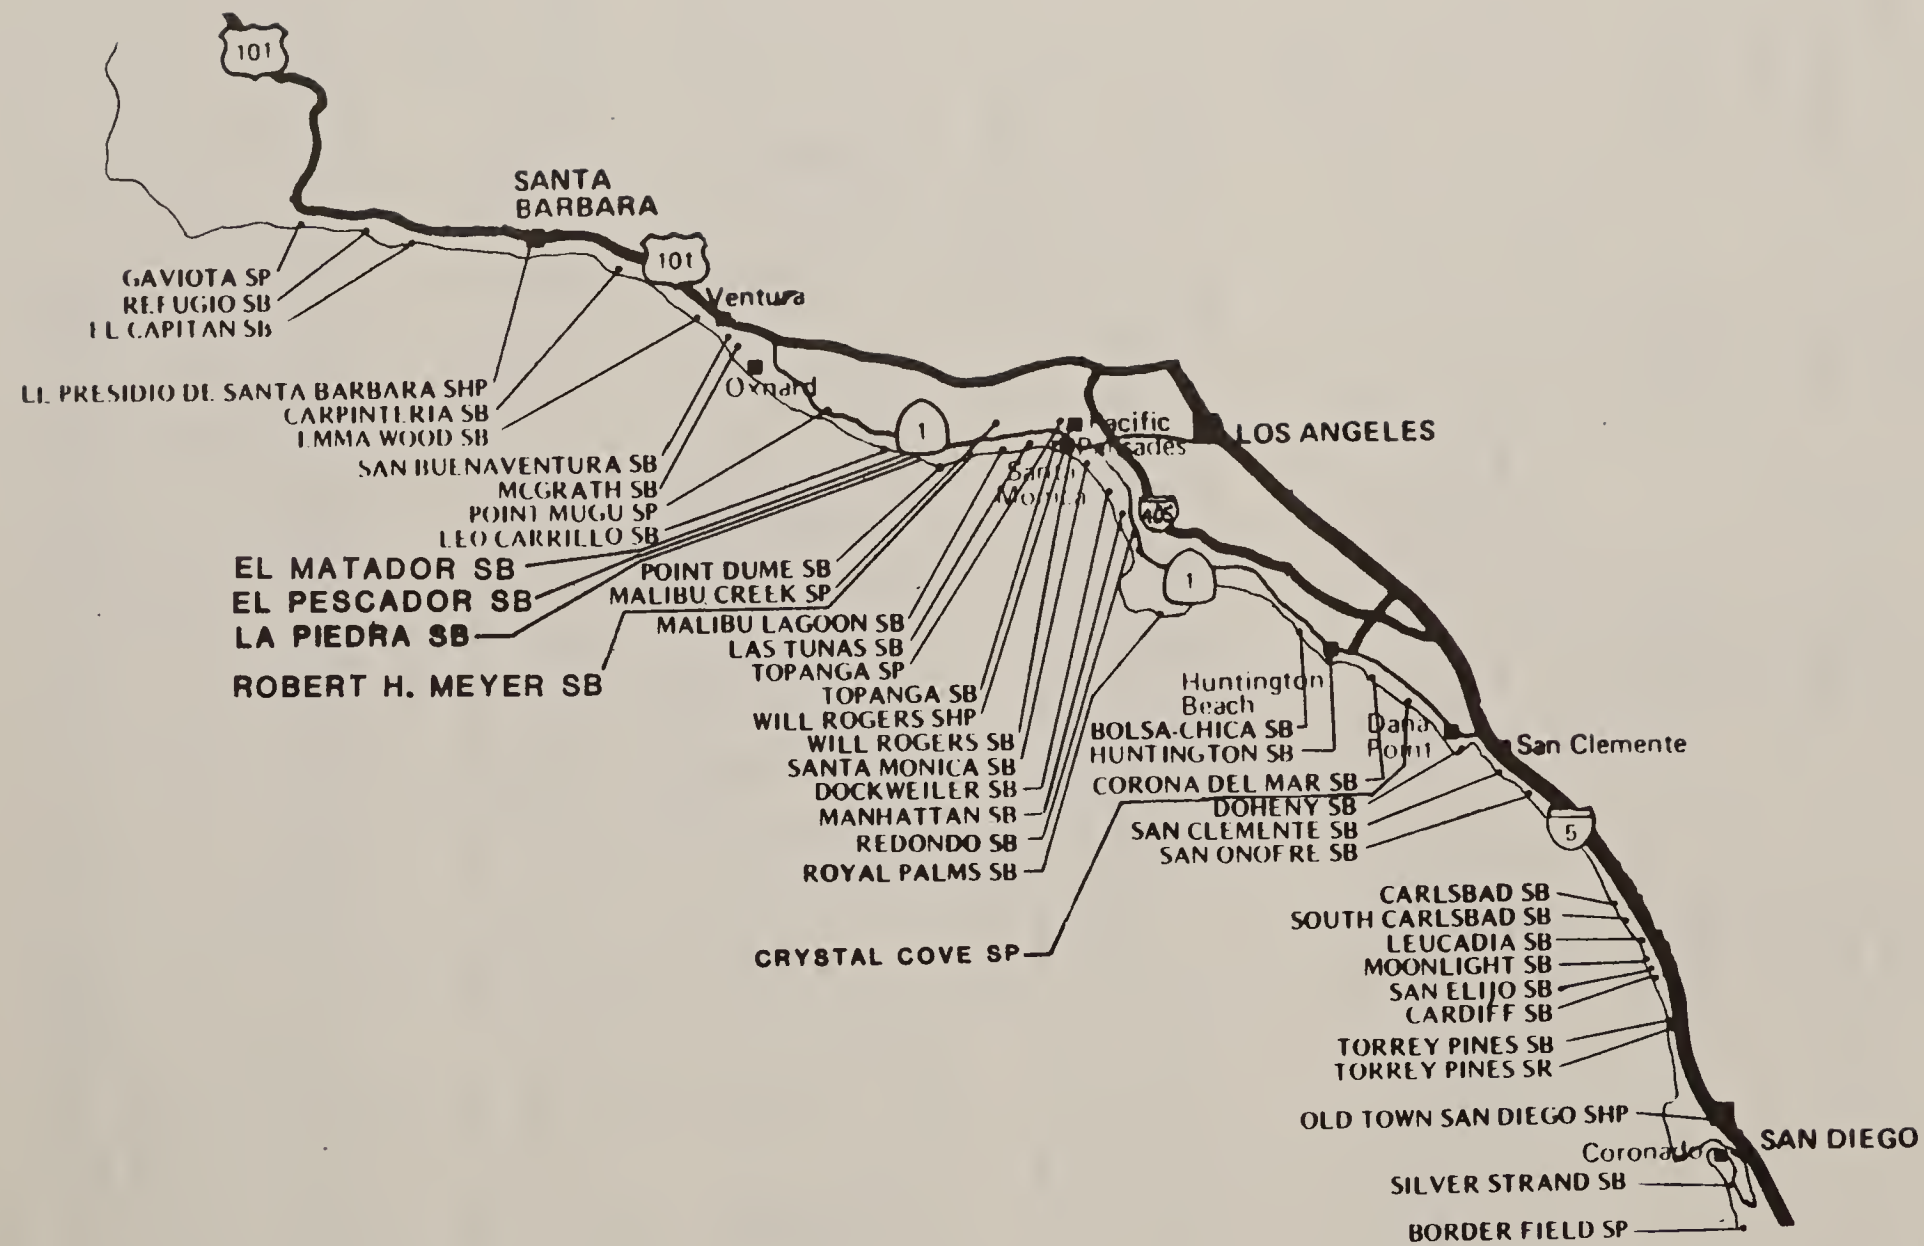 101
SANTA
BARBARA
101
GAVIOTA SP
REFUGIO SB
EL CAPITAN SB
Ventura
EL PRESIDIO DE SANTA BARBARA SHP
CARPINTERIA SB
EMMA WOOD SB
Oxnard
SAN BUENAVENTURA SB
MCGRATH SB
POINT MUGU SP
LEO CARRILLO SB
1
Pacific
Palisades
Santa
Monica
LOS ANGELES
405
1
EL MATADOR SB
EL PESCADOR SB
LA PIEDRA SB
ROBERT H. MEYER SB
POINT DUME SB
MALIBU CREEK SP
MALIBU LAGOON SB
LAS TUNAS SB
TOPANGA SP
TOPANGA SB
WILL ROGERS SHP
WILL ROGERS SB
SANTA MONICA SB
DOCKWEILER SB
MANHATTAN SB
REDONDO SB
ROYAL PALMS SB
Huntington
Beach
BOLSA-CHICA SB
HUNTINGTON SB
Dana
Point
San Clemente
CORONA DEL MAR SB
DOHENY SB
SAN CLEMENTE SB
SAN ONOFRE SB
5
CRYSTAL COVE SP
CARLSBAD SB
SOUTH CARLSBAD SB
LEUCADIA SB
MOONLIGHT SB
SAN ELIJO SB
CARDIFF SB
TORREY PINES SB
TORREY PINES SR
OLD TOWN SAN DIEGO SHP
SAN DIEGO
Coronado
SILVER STRAND SB
BORDER FIELD SP